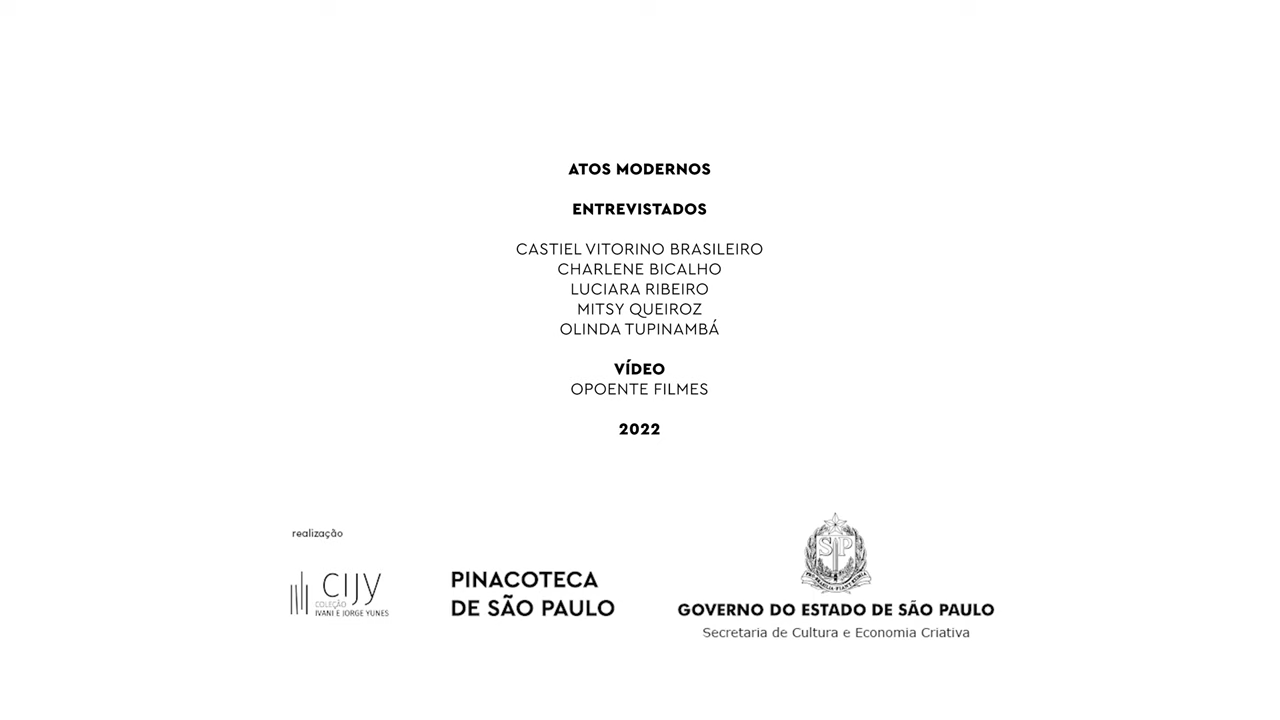 ATOS MODERNOS
ENTREVISTADOS
CASTIEL VITORINO BRASILEIRO
CHARLENE BICALHO
LUCIARA RIBEIRO
MITSY QUEIROZ
OLINDA TUPINAMBÁ
VÍDEO
OPOENTE FILMES
2022
realização
CIJY
COLEÇÃO
IVANI E JORGE YUNES
PINACOTECA
DE SÃO PAULO
SP
GOVERNO DO ESTADO DE SÃO PAULO
Secretaria de Cultura e Economia Criativa